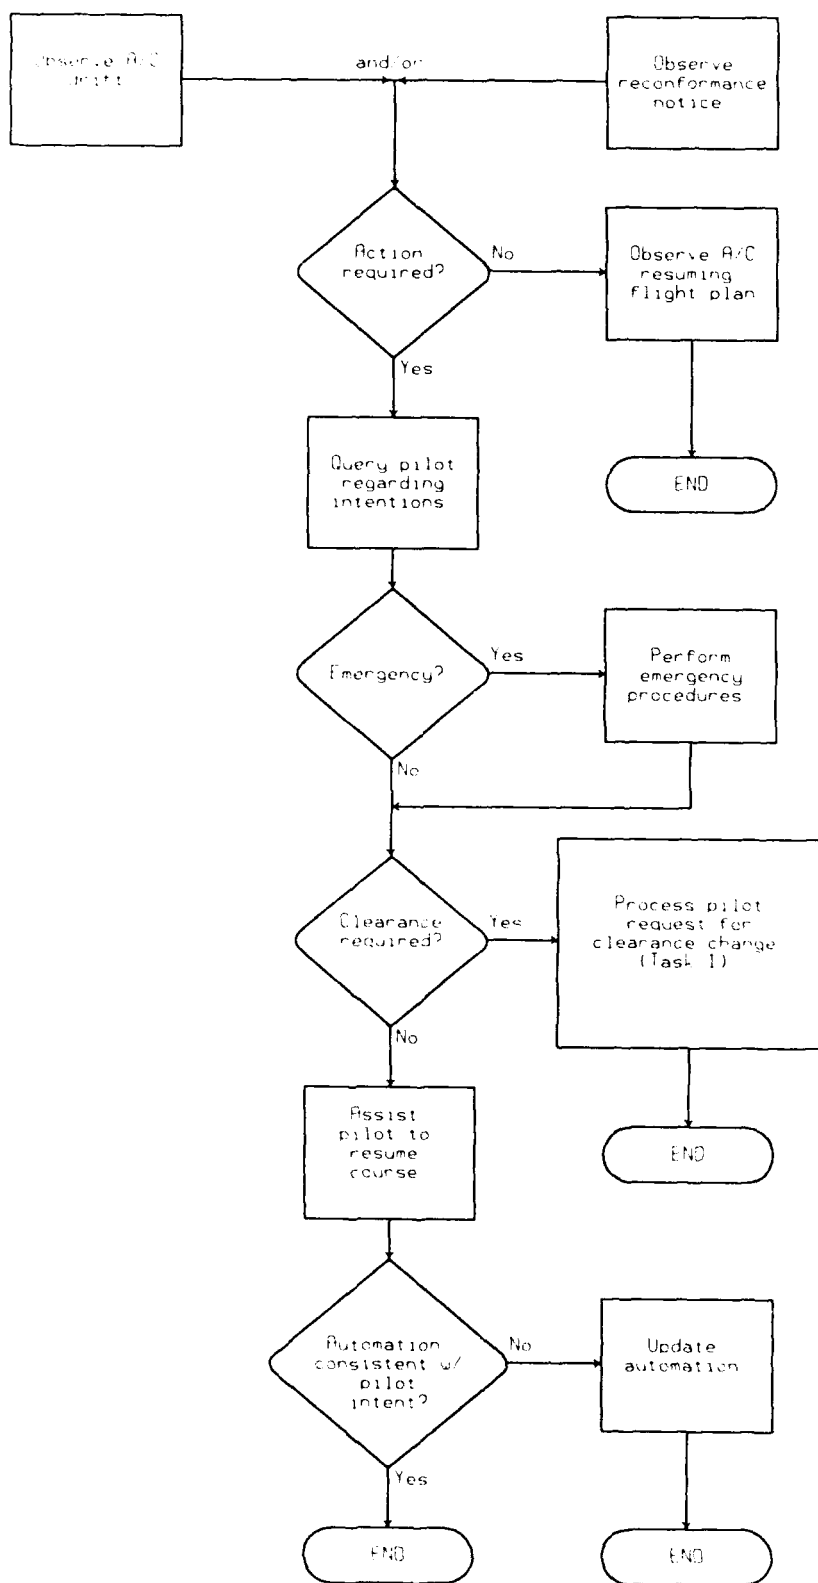 Observe A/C
drift
and/or
Observe
reconformance
notice
Action
required?
No
Observe A/C
resuming
flight plan
Yes
END
Query pilot
regarding
intentions
Emergency?
Yes
Perform
emergency
procedures
No
Clearance
required?
Yes
Process pilot
request for
clearance change
(Task 1)
No
Assist
pilot to
resume
course
END
Automation
consistent w/
pilot
intent?
No
Update
automation
Yes
END
END